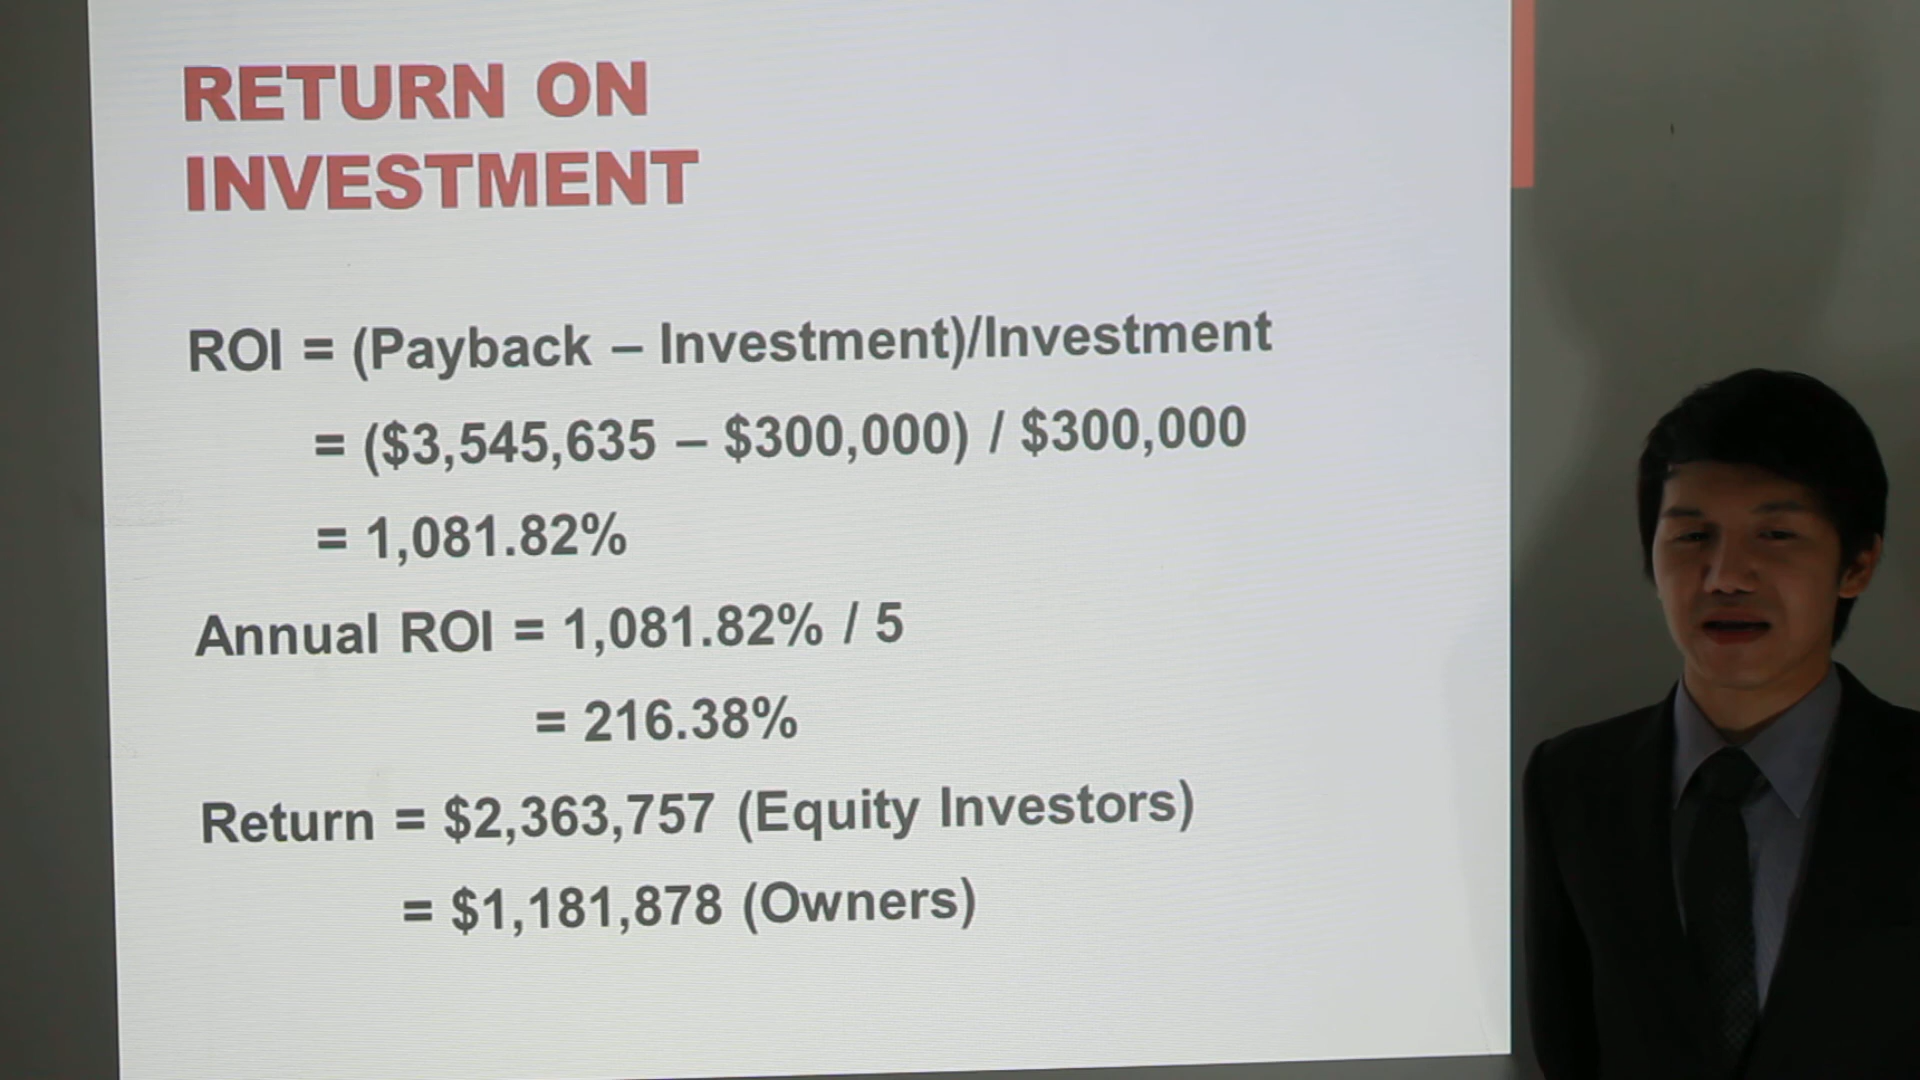 RETURN ON
INVESTMENT
ROI = (Payback – Investment)/Investment
= ($3,545,635 – $300,000) / $300,000
= 1,081.82%
Annual ROI = 1,081.82% / 5
= 216.38%
Return = $2,363,757 (Equity Investors)
= $1,181,878 (Owners)